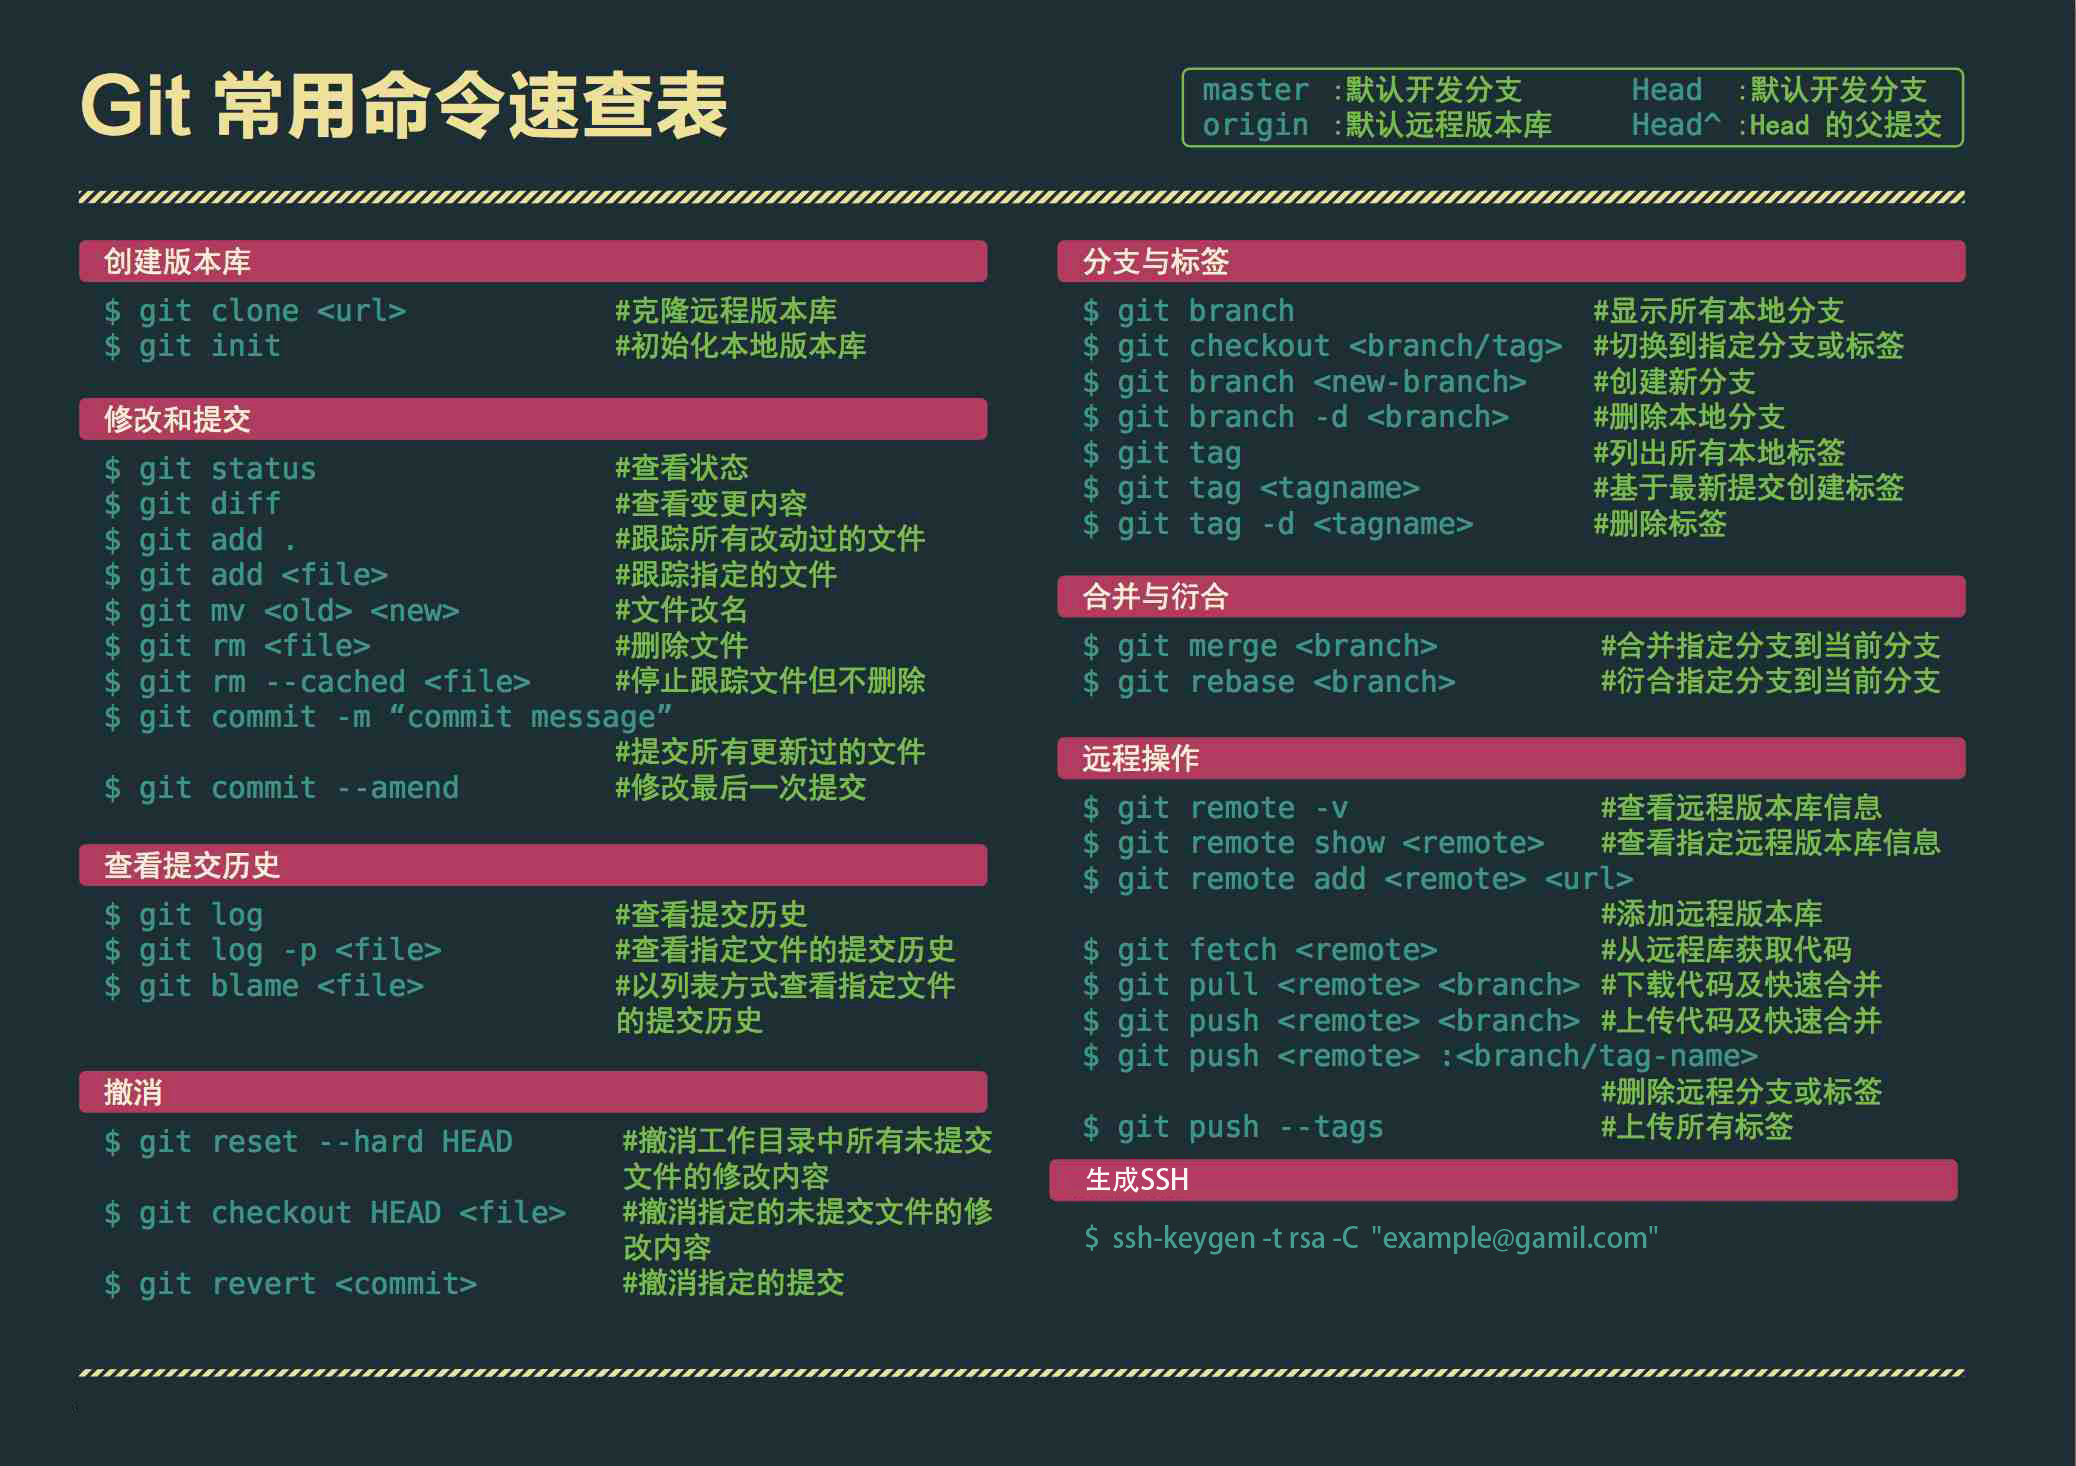 Git 常用命令速查表
master :默认开发分支 Head :默认开发分支
origin :默认远程版本库 Head^ :Head 的父提交
创建版本库
$ git clone <url> #克隆远程版本库
$ git init #初始化本地版本库
修改和提交
$ git status #查看状态
$ git diff #查看变更内容
$ git add . #跟踪所有改动过的文件
$ git add <file> #跟踪指定的文件
$ git mv <old> <new> #文件改名
$ git rm <file> #删除文件
$ git rm --cached <file> #停止跟踪文件但不删除
$ git commit -m “commit message”
#提交所有更新过的文件
$ git commit --amend #修改最后一次提交
查看提交历史
$ git log #查看提交历史
$ git log -p <file> #查看指定文件的提交历史
$ git blame <file> #以列表方式查看指定文件
的提交历史
撤消
$ git reset --hard HEAD #撤消工作目录中所有未提交
文件的修改内容
$ git checkout HEAD <file> #撤消指定的未提交文件的修
改内容
$ git revert <commit> #撤消指定的提交
分支与标签
$ git branch #显示所有本地分支
$ git checkout <branch/tag> #切换到指定分支或标签
$ git branch <new-branch> #创建新分支
$ git branch -d <branch> #删除本地分支
$ git tag #列出所有本地标签
$ git tag <tagname> #基于最新提交创建标签
$ git tag -d <tagname> #删除标签
合并与衍合
$ git merge <branch> #合并指定分支到当前分支
$ git rebase <branch> #衍合指定分支到当前分支
远程操作
$ git remote -v #查看远程版本库信息
$ git remote show <remote> #查看指定远程版本库信息
$ git remote add <remote> <url>
#添加远程版本库
$ git fetch <remote> #从远程库获取代码
$ git pull <remote> <branch> #下载代码及快速合并
$ git push <remote> <branch> #上传代码及快速合并
$ git push <remote> :<branch/tag-name>
#删除远程分支或标签
$ git push --tags #上传所有标签
生成SSH
$ ssh-keygen -t rsa -C "example@gamil.com"